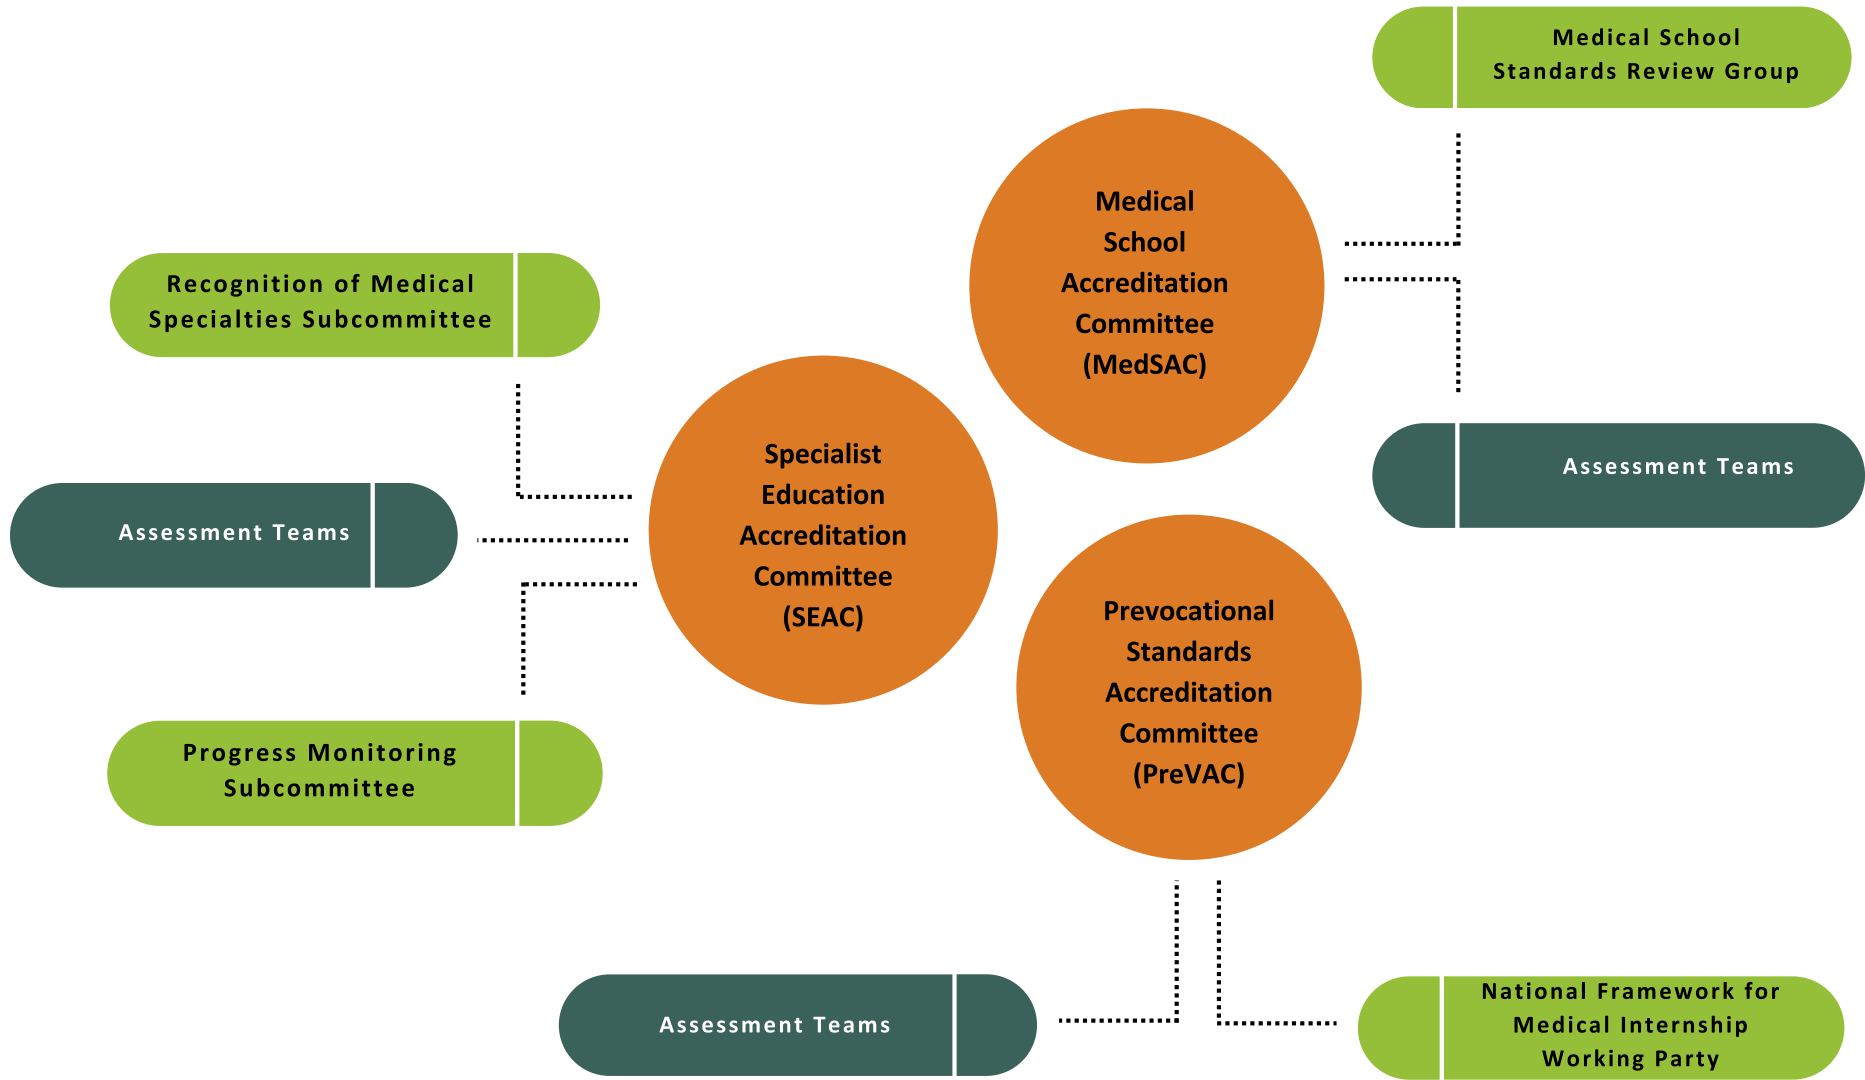 Medical School
Standards Review Group
Medical
School
Accreditation
Committee
(MedSAC)
Assessment Teams
Recognition of Medical
Specialties Subcommittee
Assessment Teams
Progress Monitoring
Subcommittee
Specialist
Education
Accreditation
Committee
(SEAC)
Prevocational
Standards
Accreditation
Committee
(PreVAC)
Assessment Teams
National Framework for
Medical Internship
Working Party